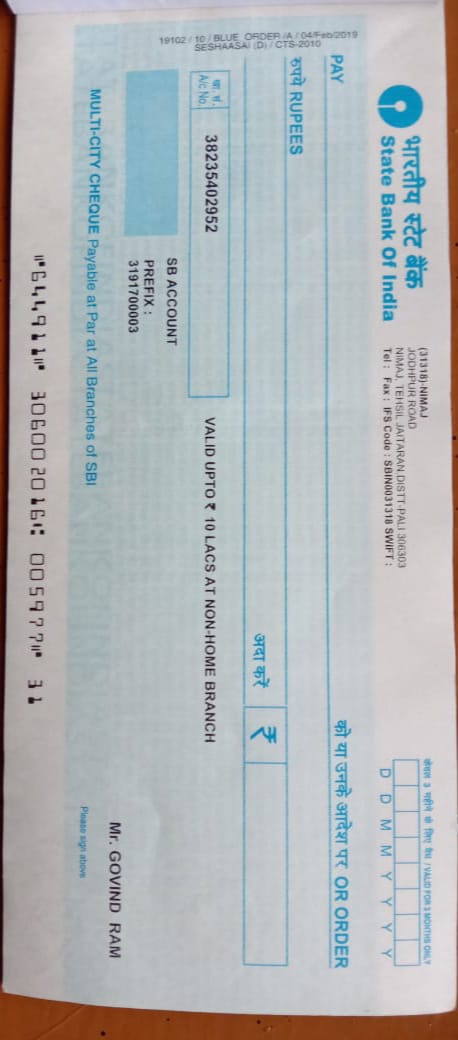 19102 / 10 / BLUE ORDER /A / 04/Feb/2019
SESHAASAI (D) / CTS-2010
भारतीय स्टेट बैंक
State Bank Of India
(31318)-NIMAJ
JODHPUR ROAD
NIMAJ, TEHSIL JAITARAN,DISTT-PALI 306303
Tel : Fax : IFS Code : SBIN0031318 SWIFT :
केवल 3 महीने के लिए वैध / VALID FOR 3 MONTHS ONLY
D D M M Y Y Y Y
PAY
को या उनके आदेश पर OR ORDER
रुपये RUPEES
अदा करें ₹
खा. सं.
A/c No.
38235402952
VALID UPTO ₹ 10 LACS AT NON-HOME BRANCH
SB ACCOUNT
PREFIX :
3191700003
Mr. GOVIND RAM
MULTI-CITY CHEQUE Payable at Par at All Branches of SBI
Please sign above
⑈644911⑈ 306002016⑆ 005977⑈ 31